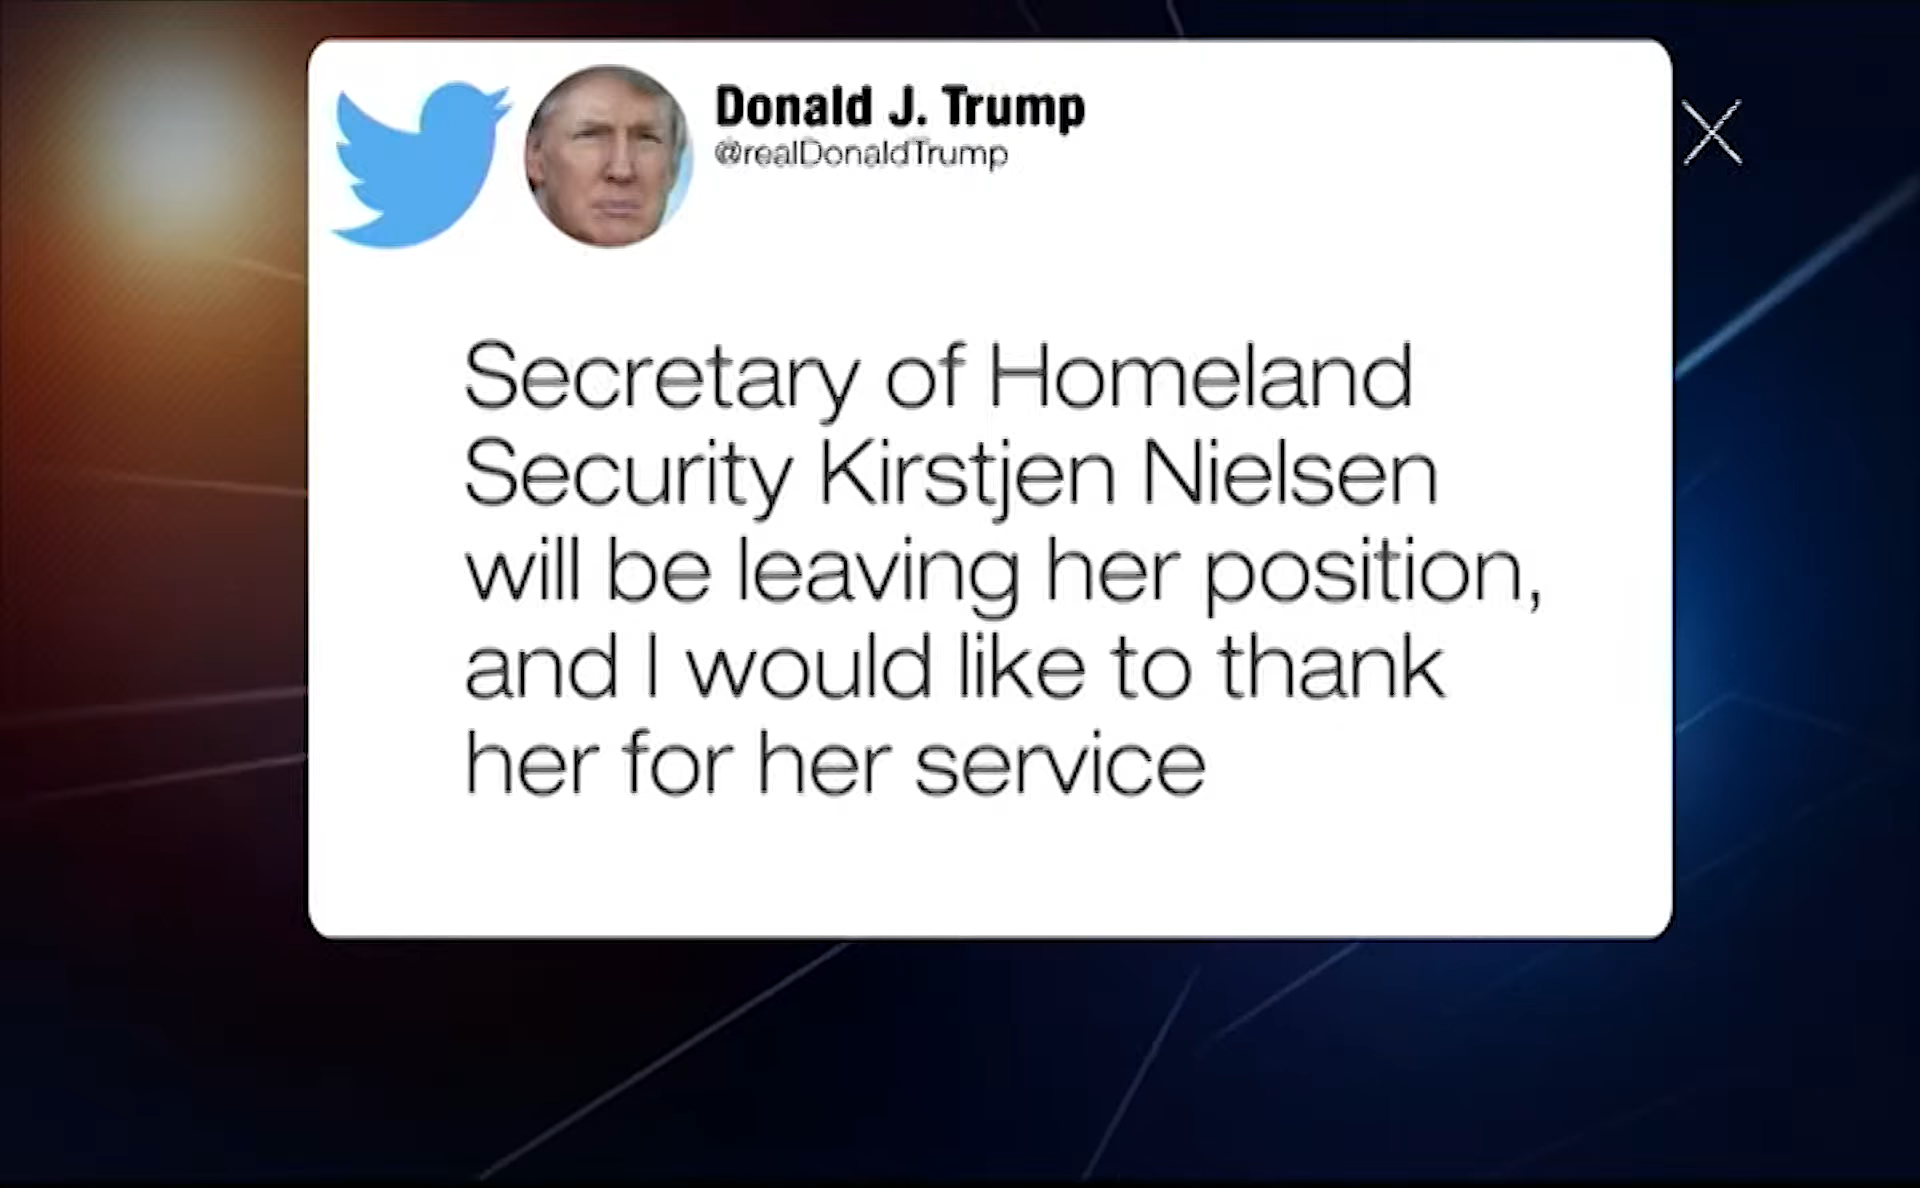 Donald J. Trump
@realDonaldTrump
Secretary of Homeland
Security Kirstjen Nielsen
will be leaving her position,
and I would like to thank
her for her service